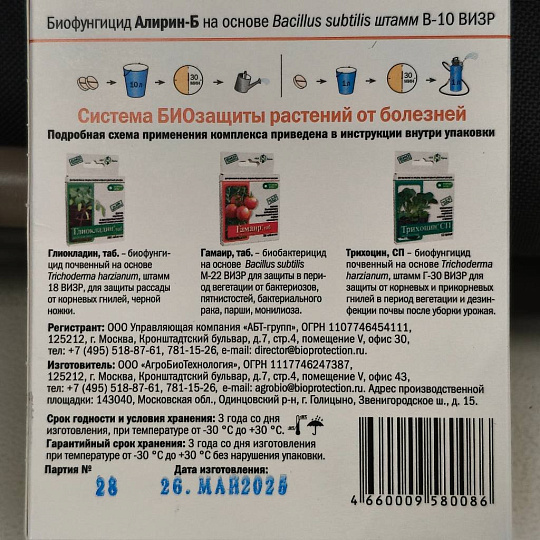 Биофунгицид Алирин-Б на основе Bacillus subtilis штамм В-10 ВИЗР
10 л
30 мин
1 л
30 мин
1 л
Система БИОзащиты растений от болезней
Подробная схема применения комплекса приведена в инструкции внутри упаковки
Глиокладин таб.
Гамаир таб
Трихоцин СП
Глиокладин, таб. – биофунги-
цид почвенный на основе
Trichoderma harzianum, штамм
18 ВИЗР, для защиты рассады
от корневых гнилей, черной
ножки.
Гамаир, таб. – биобактерицид
на основе Bacillus subtilis
М-22 ВИЗР для защиты в пери-
од вегетации от бактериозов,
пятнистостей, бактериального
рака, парши, монилиоза.
Трихоцин, СП – биофунгицид
почвенный на основе Trichoderma
harzianum, штамм Г-30 ВИЗР для
защиты от корневых и прикорневых
гнилей в период вегетации и дезин-
фекции почвы после уборки урожая.
Регистрант: ООО Управляющая компания «АБТ-групп», ОГРН 1107746454111,
125212, г. Москва, Кронштадтский бульвар, д.7, стр.4, помещение V, офис 30,
тел: +7 (495) 518-87-61, 781-15-26, e-mail: director@bioprotection.ru.
Изготовитель: ООО «АгроБиоТехнология», ОГРН 1117746247387,
125212, г. Москва, Кронштадтский бульвар, д.7, стр.4, помещение V, офис 43,
тел: +7 (495) 518-87-61, 781-15-26, e-mail: agrobio@bioprotection.ru. Адрес производственной
площадки: 143040, Московская обл., Одинцовский р-н, г. Голицыно, Звенигородское ш., д. 15.
Срок годности и условия хранения: 3 года со дня
изготовления, при температуре от -30 °C до +30 °C.
Гарантийный срок хранения: 3 года со дня изготовления
при температуре от -30 °C до +30 °C без нарушения упаковки.
Партия № Дата изготовления:
28 26. МАЙ 2025
4 660009 580086